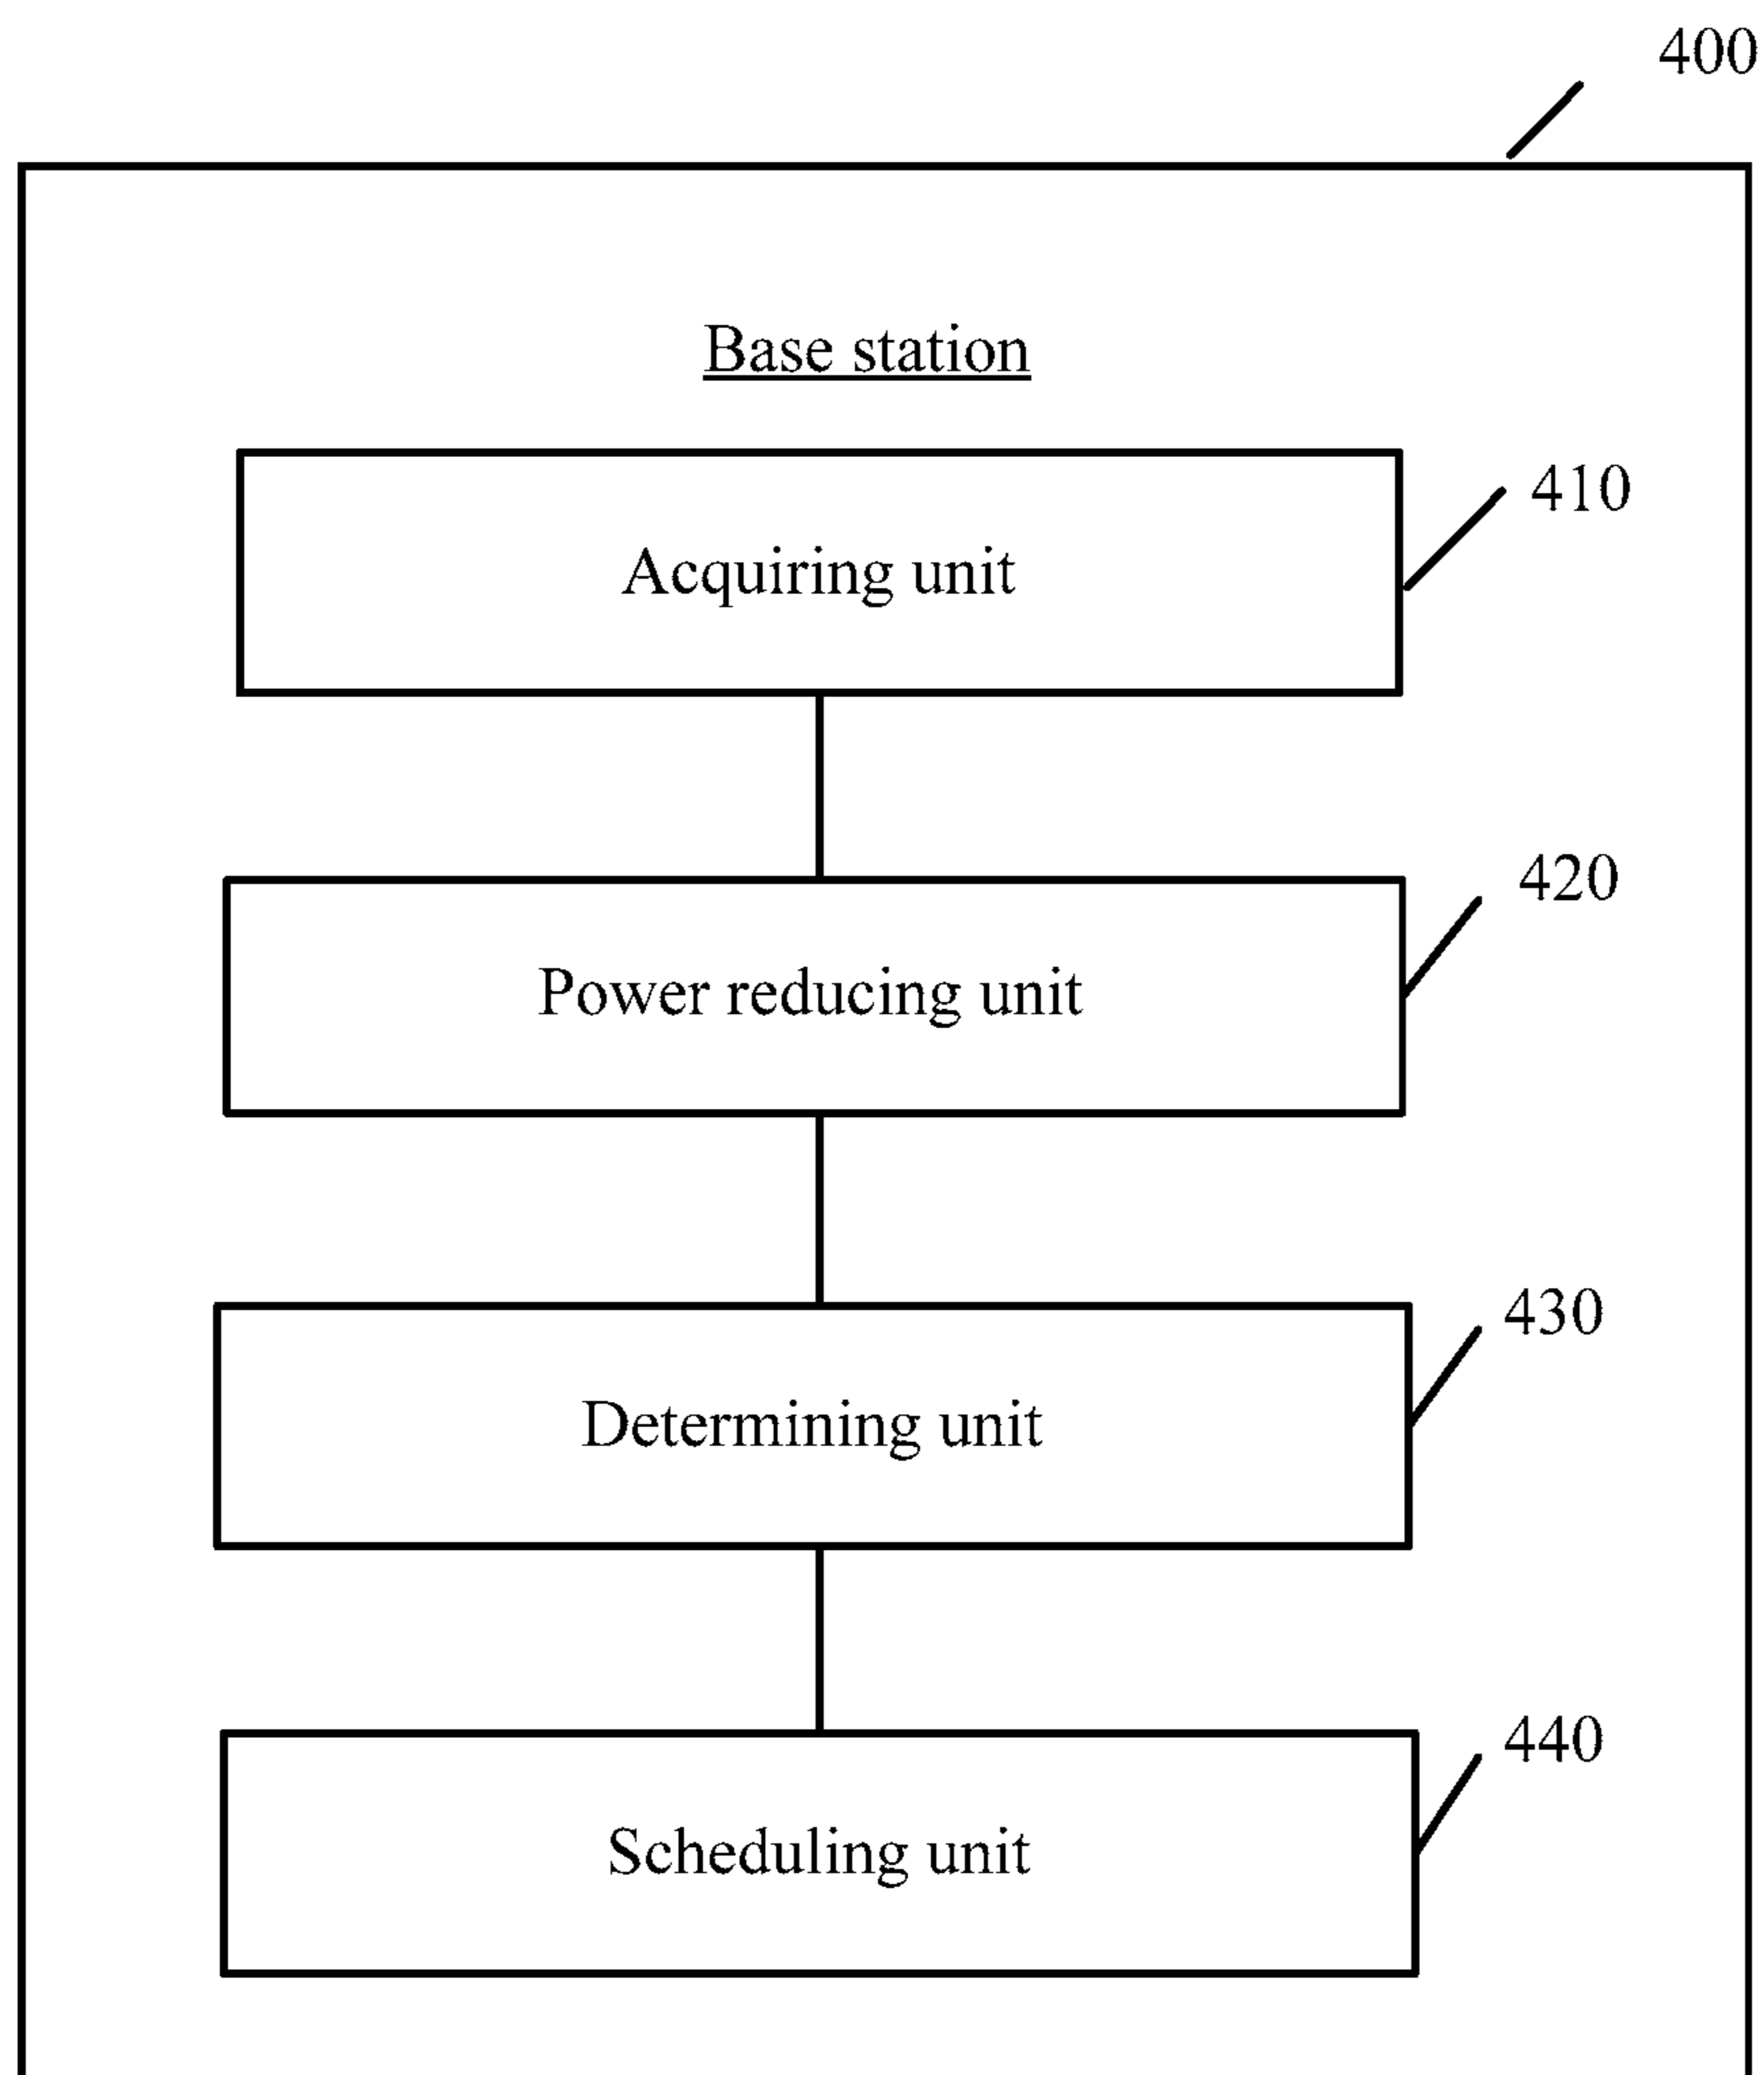 400
Base station
410
Acquiring unit
420
Power reducing unit
430
Determining unit
440
Scheduling unit